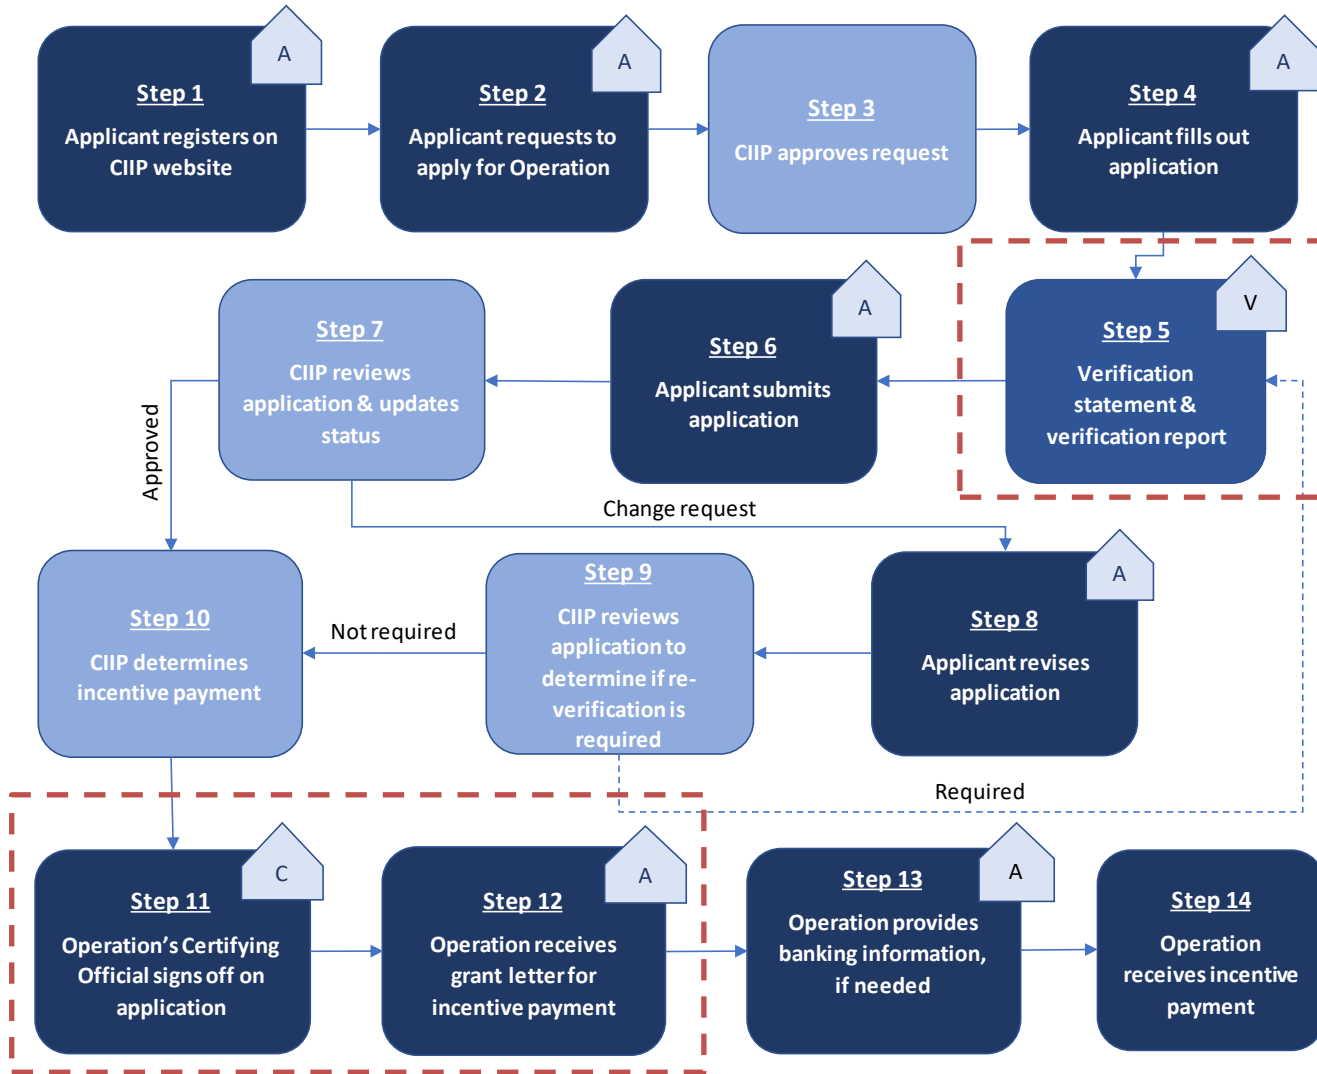 A
Step 1
Applicant registers on
CIIP website
A
Step 2
Applicant requests to
apply for Operation
Step 3
CIIP approves request
A
Step 4
Applicant fills out
application
V
Step 5
Verification
statement &
verification report
A
Step 6
Applicant submits
application
Step 7
CIIP reviews
application & updates
status
Approved
Change request
A
Step 8
Applicant revises
application
Step 9
CIIP reviews
application to
determine if re-
verification is
required
Not required
Required
Step 10
CIIP determines
incentive payment
C
Step 11
Operation’s Certifying
Official signs off on
application
A
Step 12
Operation receives
grant letter for
incentive payment
A
Step 13
Operation provides
banking information,
if needed
Step 14
Operation
receives incentive
payment